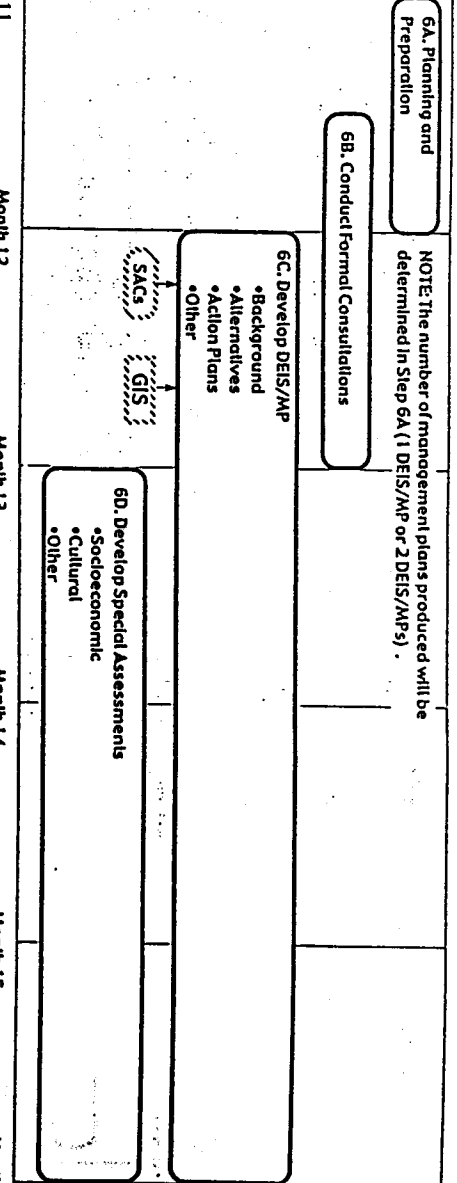 6A. Planning and
Preparation
NOTE: The number of management plans produced will be
determined in Step 6A (1 DEIS/MP or 2 DEIS/MPs) .
6B. Conduct Formal Consultations
6C. Develop DEIS/MP
•Background
•Alternatives
•Action Plans
•Other
SACs
GIS
6D. Develop Special Assessments
•Socioeconomic
•Cultural
•Other
11
Month 12
Month 13
Month 14
Month 15